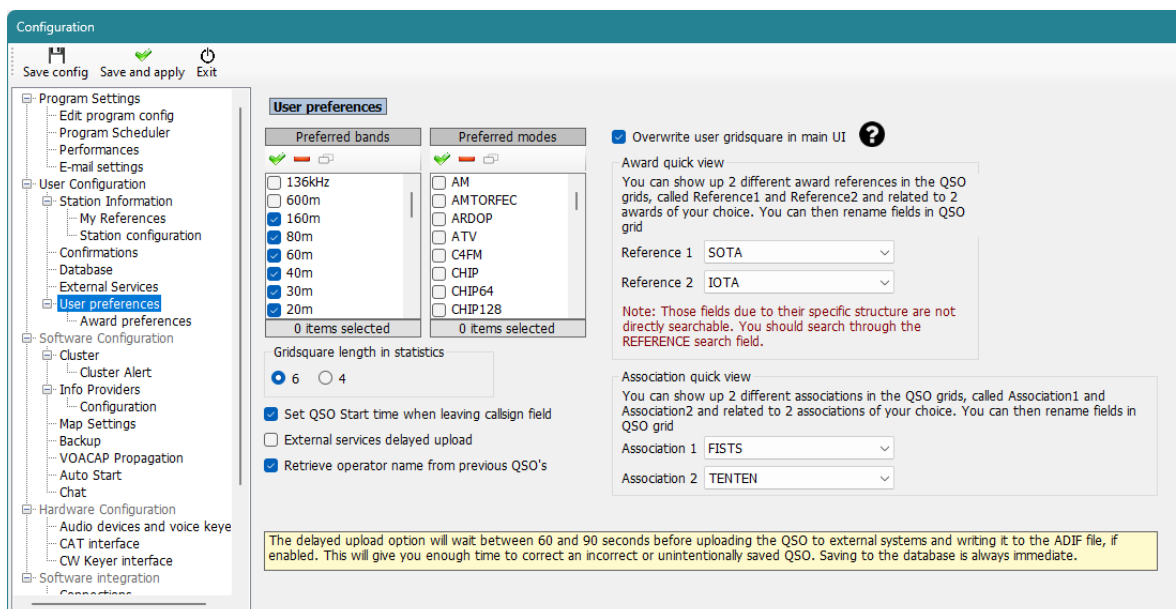 Configuration
Save config Save and apply Exit
Program Settings
Edit program config
Program Scheduler
Performances
E-mail settings
User Configuration
Station Information
My References
Station configuration
Confirmations
Database
External Services
User preferences
Award preferences
Software Configuration
Cluster
Cluster Alert
Info Providers
Configuration
Map Settings
Backup
VOACAP Propagation
Auto Start
Chat
Hardware Configuration
Audio devices and voice keye
CAT interface
CW Keyer interface
Software integration
Connections
User preferences
Preferred bands
136kHz
600m
160m
80m
60m
40m
30m
20m
0 items selected
Preferred modes
AM
AMTORFEC
ARDOP
ATV
C4FM
CHIP
CHIP64
CHIP128
0 items selected
Gridsquare length in statistics
6 4
Set QSO Start time when leaving callsign field
External services delayed upload
Retrieve operator name from previous QSO's
Overwrite user gridsquare in main UI ?
Award quick view
You can show up 2 different award references in the QSO
grids, called Reference1 and Reference2 and related to 2
awards of your choice. You can then rename fields in QSO
grid
Reference 1 SOTA
Reference 2 IOTA
Note: Those fields due to their specific structure are not
directly searchable. You should search through the
REFERENCE search field.
Association quick view
You can show up 2 different associations in the QSO grids, called Association1 and
Association2 and related to 2 associations of your choice. You can then rename fields in
QSO grid
Association 1 FISTS
Association 2 TENTEN
The delayed upload option will wait between 60 and 90 seconds before uploading the QSO to external systems and writing it to the ADIF file, if
enabled. This will give you enough time to correct an incorrect or unintentionally saved QSO. Saving to the database is always immediate.